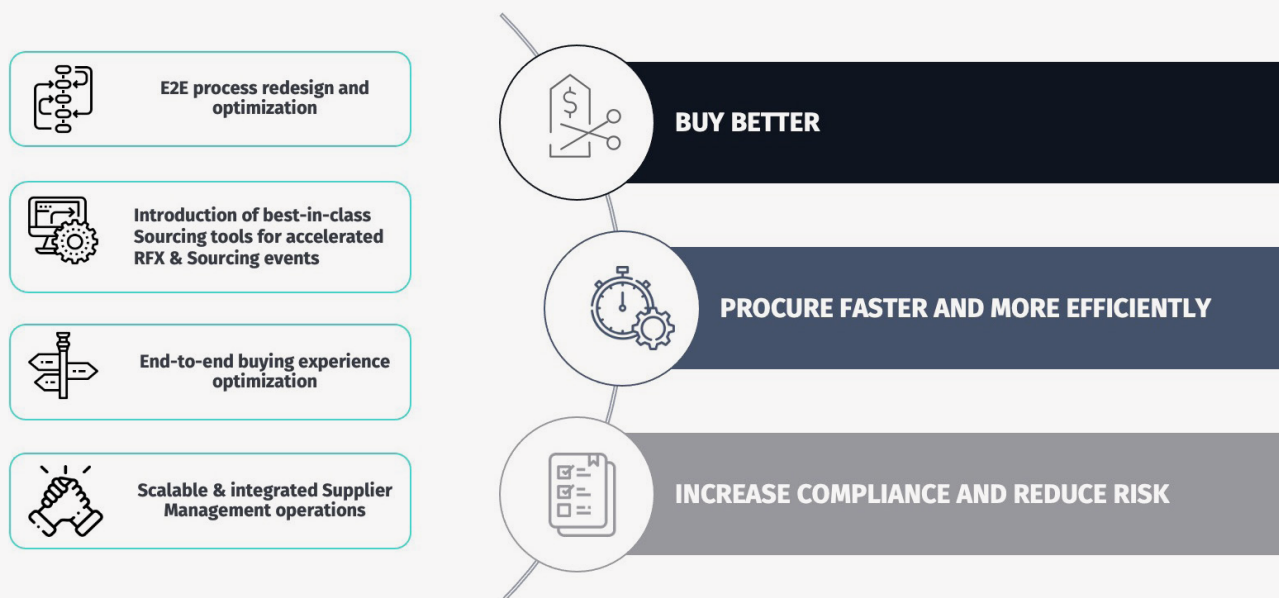 E2E process redesign and
optimization
Introduction of best-in-class
Sourcing tools for accelerated
RFX & Sourcing events
End-to-end buying experience
optimization
Scalable & integrated Supplier
Management operations
$
BUY BETTER
PROCURE FASTER AND MORE EFFICIENTLY
INCREASE COMPLIANCE AND REDUCE RISK